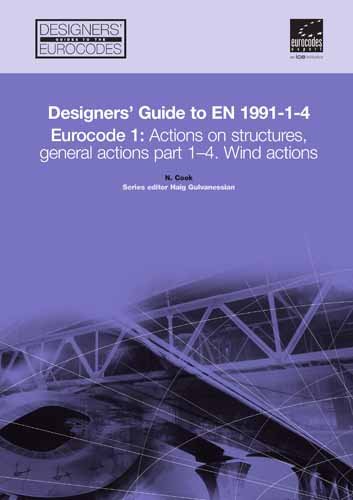 DESIGNERS'
GUIDES TO THE
EUROCODES
eurocodes
expert
an ice initiative
Designers' Guide to EN 1991-1-4
Eurocode 1: Actions on structures,
general actions part 1–4. Wind actions
N. Cook
Series editor Haig Gulvanessian